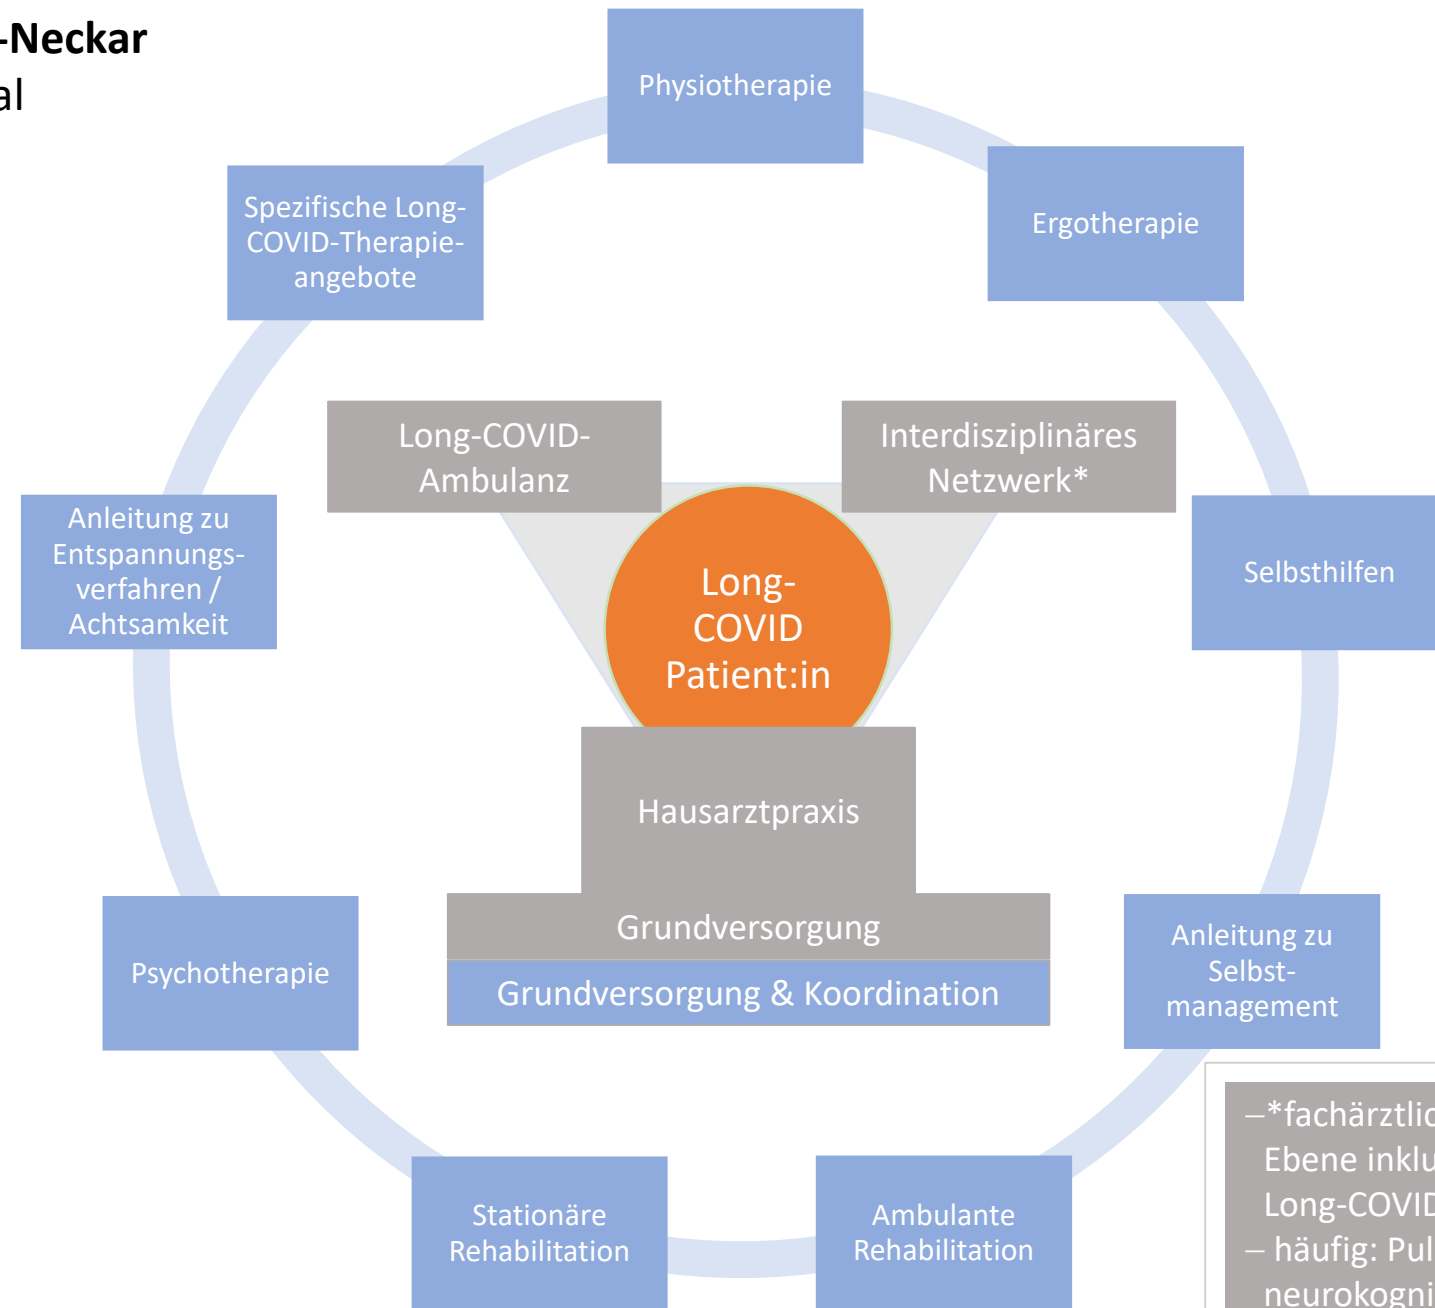 -Neckar
al
Physiotherapie
Spezifische Long-
COVID-Therapie-
angebote
Ergotherapie
Long-COVID-
Ambulanz
Interdisziplinäres
Netzwerk*
Anleitung zu
Entspannungs-
verfahren /
Achtsamkeit
Long-
COVID
Patient:in
Selbsthilfen
Hausarztpraxis
Grundversorgung
Grundversorgung & Koordination
Psychotherapie
Anleitung zu
Selbst-
management
Stationäre
Rehabilitation
Ambulante
Rehabilitation
–*fachärztlic
Ebene inklu
Long-COVID
– häufig: Pul
neurokogni